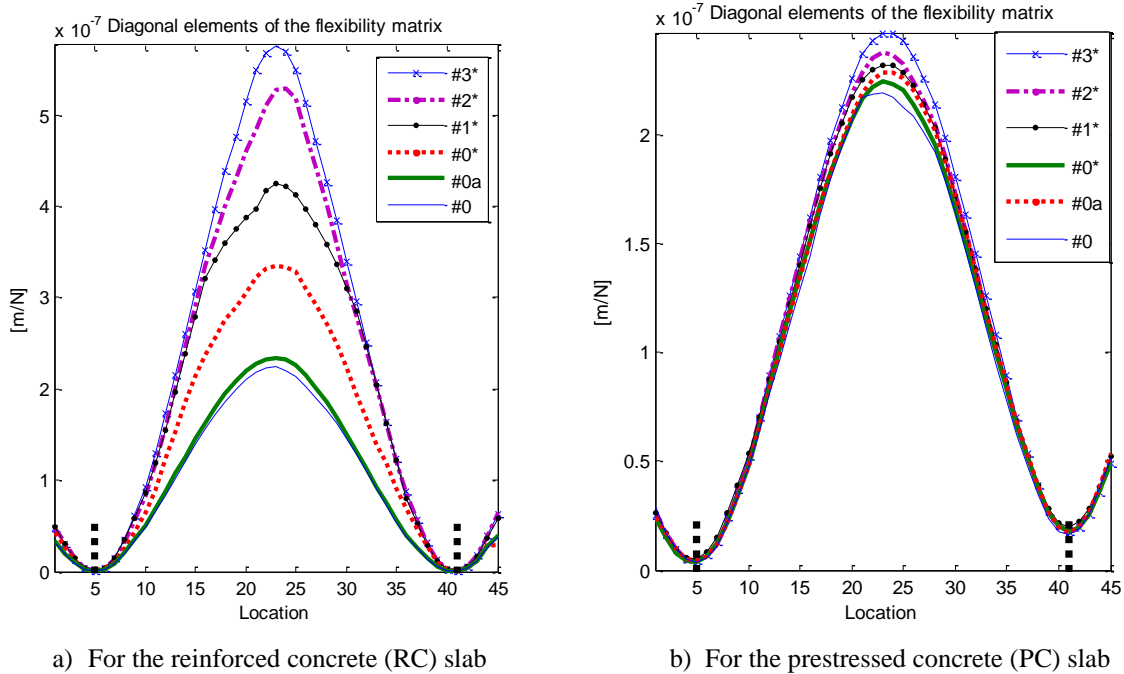 x 10⁻⁷ Diagonal elements of the flexibility matrix
5
4
3
2
1
0
[m/N]
5 10 15 20 25 30 35 40 45
Location
#3*
#2*
#1*
#0*
#0a
#0
a) For the reinforced concrete (RC) slab
x 10⁻⁷ Diagonal elements of the flexibility matrix
2
1.5
1
0.5
0
[m/N]
5 10 15 20 25 30 35 40 45
Location
#3*
#2*
#1*
#0*
#0a
#0
b) For the prestressed concrete (PC) slab